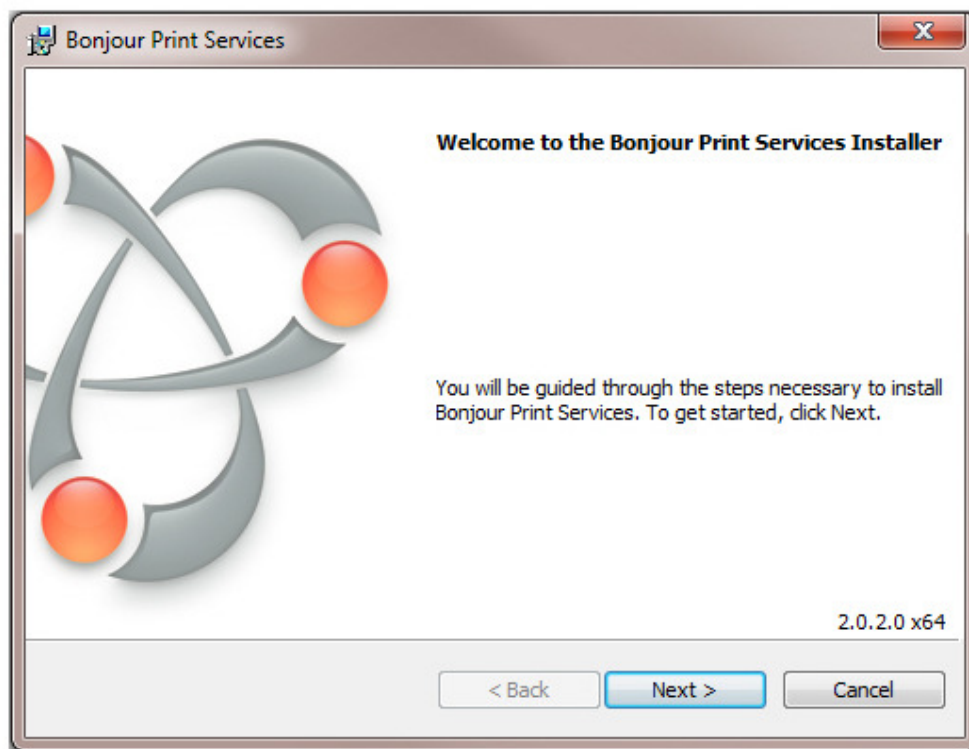 Bonjour Print Services
Welcome to the Bonjour Print Services Installer
You will be guided through the steps necessary to install
Bonjour Print Services. To get started, click Next.
2.0.2.0 x64
< Back Next > Cancel